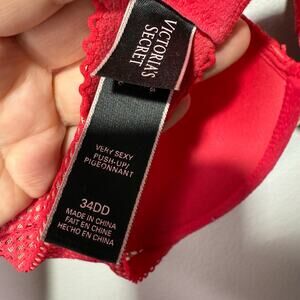 VICTORIA'S
SECRET
VERY SEXY
PUSH-UP/
PIGEONNANT
34DD
MADE IN CHINA
FAIT EN CHINE
HECHO EN CHINA